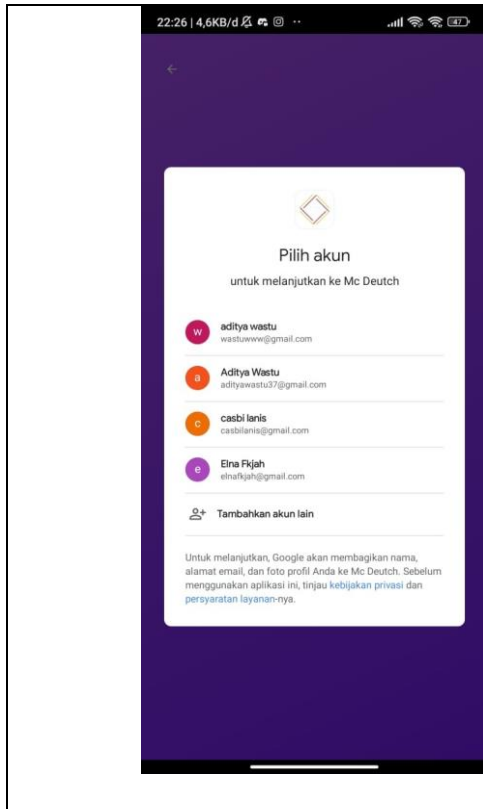 22:26 | 4,6KB/d
47
Pilih akun
untuk melanjutkan ke Mc Deutch
w
aditya wastu
wastuwww@gmail.com
a
Aditya Wastu
adityawastu37@gmail.com
c
casbi lanis
casbilanis@gmail.com
e
Elna Fkjah
elnafkjah@gmail.com
Tambahkan akun lain
Untuk melanjutkan, Google akan membagikan nama,
alamat email, dan foto profil Anda ke Mc Deutch. Sebelum
menggunakan aplikasi ini, tinjau kebijakan privasi dan
persyaratan layanan-nya.